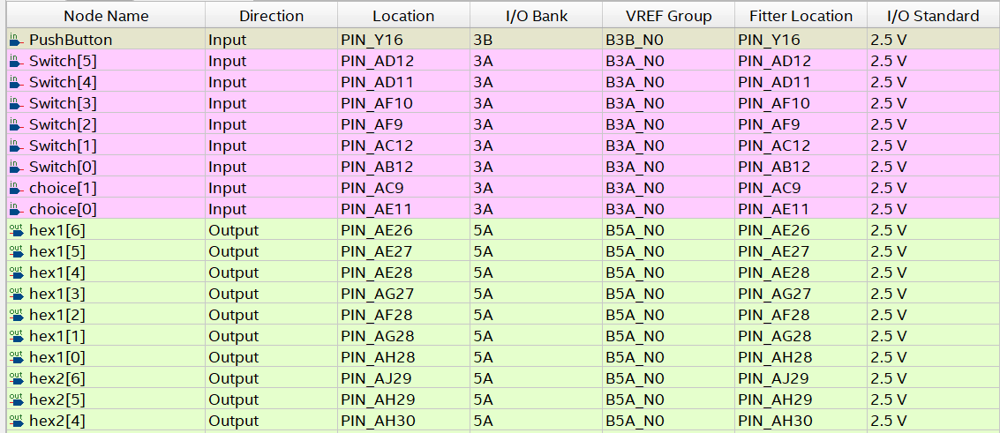 Node Name Direction Location I/O Bank VREF Group Fitter Location I/O Standard
in PushButton Input PIN_Y16 3B B3B_N0 PIN_Y16 2.5 V
in Switch[5] Input PIN_AD12 3A B3A_N0 PIN_AD12 2.5 V
in Switch[4] Input PIN_AD11 3A B3A_N0 PIN_AD11 2.5 V
in Switch[3] Input PIN_AF10 3A B3A_N0 PIN_AF10 2.5 V
in Switch[2] Input PIN_AF9 3A B3A_N0 PIN_AF9 2.5 V
in Switch[1] Input PIN_AC12 3A B3A_N0 PIN_AC12 2.5 V
in Switch[0] Input PIN_AB12 3A B3A_N0 PIN_AB12 2.5 V
in choice[1] Input PIN_AC9 3A B3A_N0 PIN_AC9 2.5 V
in choice[0] Input PIN_AE11 3A B3A_N0 PIN_AE11 2.5 V
out hex1[6] Output PIN_AE26 5A B5A_N0 PIN_AE26 2.5 V
out hex1[5] Output PIN_AE27 5A B5A_N0 PIN_AE27 2.5 V
out hex1[4] Output PIN_AE28 5A B5A_N0 PIN_AE28 2.5 V
out hex1[3] Output PIN_AG27 5A B5A_N0 PIN_AG27 2.5 V
out hex1[2] Output PIN_AF28 5A B5A_N0 PIN_AF28 2.5 V
out hex1[1] Output PIN_AG28 5A B5A_N0 PIN_AG28 2.5 V
out hex1[0] Output PIN_AH28 5A B5A_N0 PIN_AH28 2.5 V
out hex2[6] Output PIN_AJ29 5A B5A_N0 PIN_AJ29 2.5 V
out hex2[5] Output PIN_AH29 5A B5A_N0 PIN_AH29 2.5 V
out hex2[4] Output PIN_AH30 5A B5A_N0 PIN_AH30 2.5 V